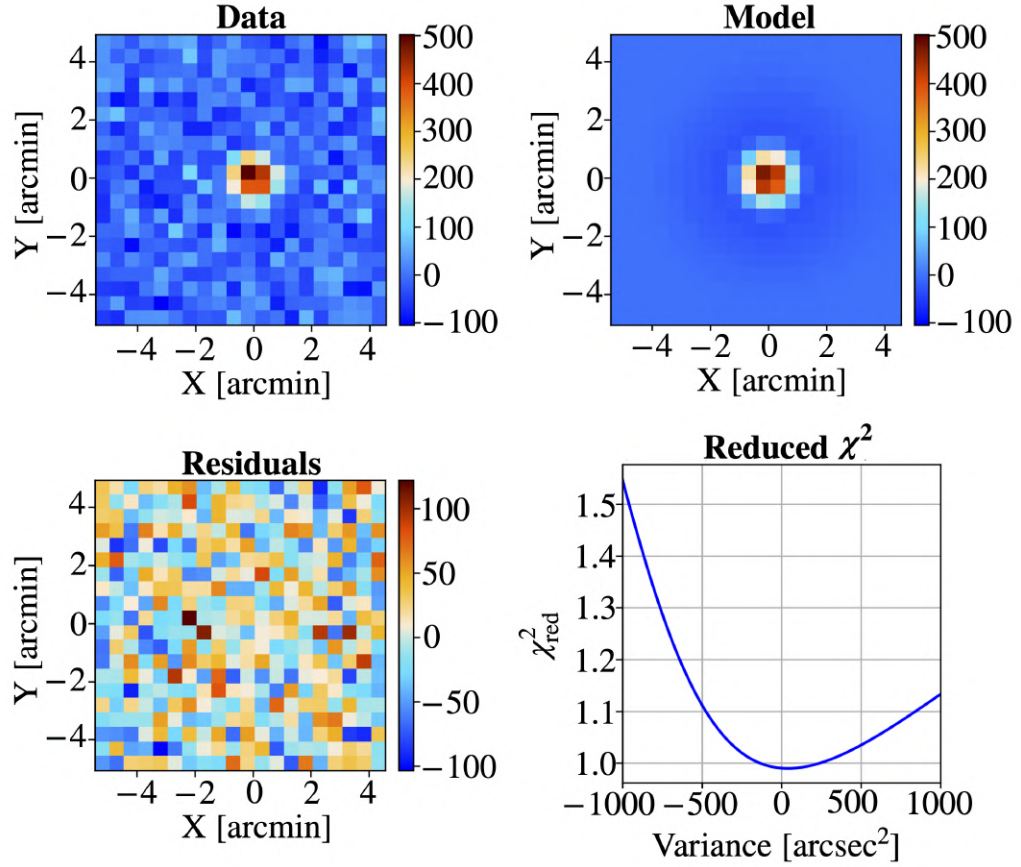 Data
4
2
0
−2
−4
Y [arcmin]
−4 −2 0 2 4
X [arcmin]
500
400
300
200
100
0
−100
Model
4
2
0
−2
−4
Y [arcmin]
−4 −2 0 2 4
X [arcmin]
500
400
300
200
100
0
−100
Residuals
4
2
0
−2
−4
Y [arcmin]
−4 −2 0 2 4
X [arcmin]
100
50
0
−50
−100
Reduced χ²
1.5
1.4
1.3
1.2
1.1
1.0
χ²red
−1000 −500 0 500 1000
Variance [arcsec²]